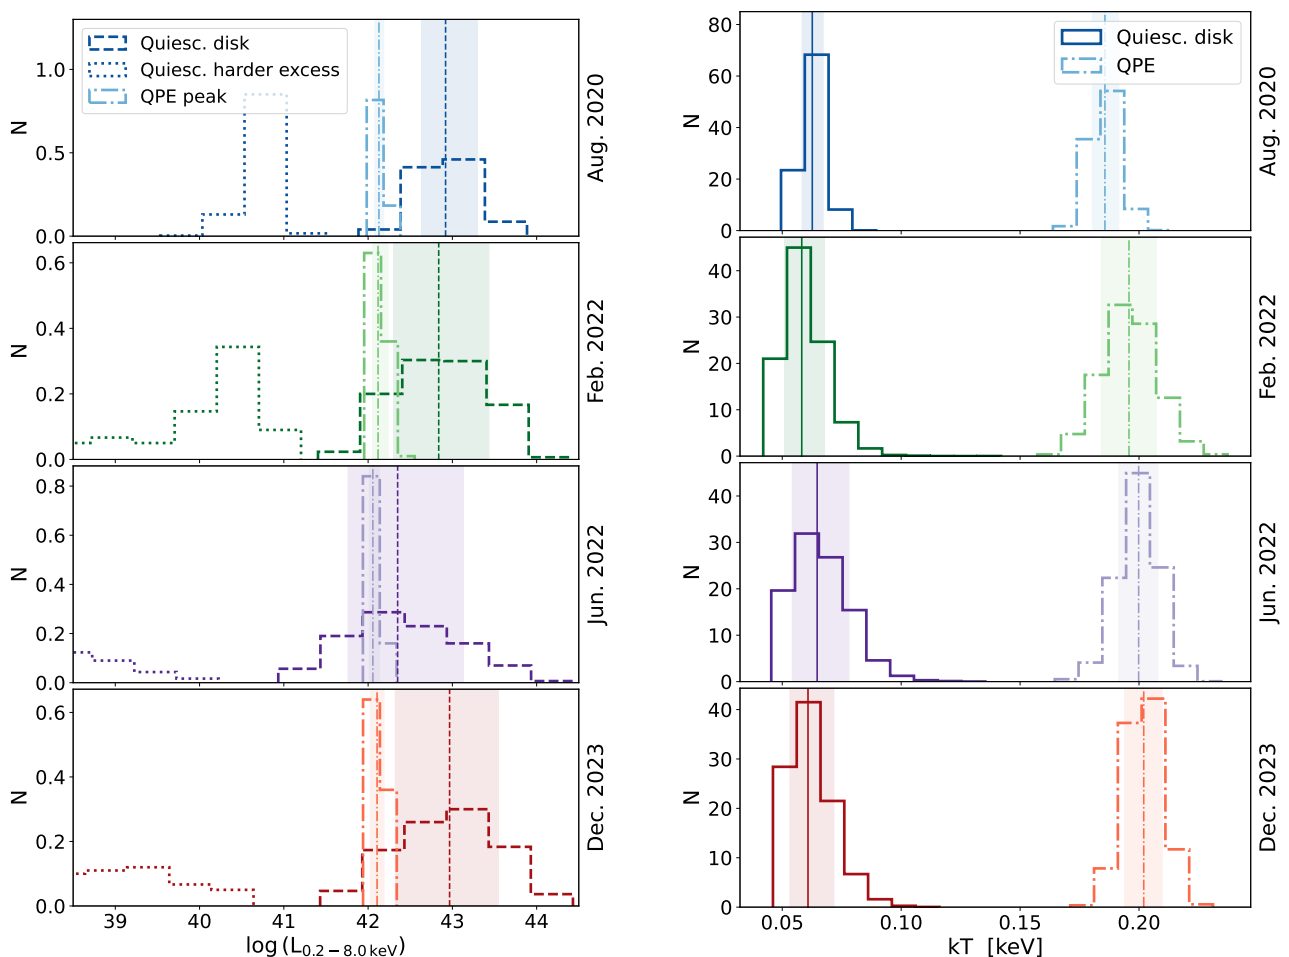 Quiesc. disk
Quiesc. harder excess
QPE peak
1.0
0.5
0.0
N
Aug. 2020
0.6
0.4
0.2
0.0
N
Feb. 2022
0.8
0.6
0.4
0.2
0.0
N
Jun. 2022
0.6
0.4
0.2
0.0
N
Dec. 2023
39 40 41 42 43 44
log (L0.2 − 8.0 keV)
Quiesc. disk
QPE
80
60
40
20
0
N
Aug. 2020
40
30
20
10
0
N
Feb. 2022
40
30
20
10
0
N
Jun. 2022
40
30
20
10
0
N
Dec. 2023
0.05 0.10 0.15 0.20
kT [keV]